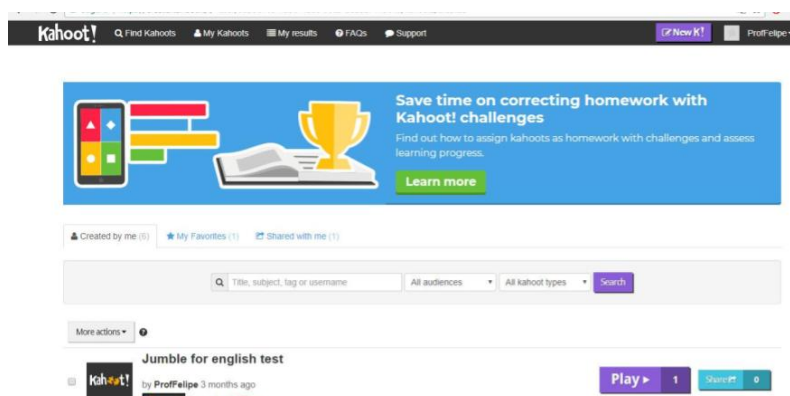 Kahoot! Find Kahoots My Kahoots My results FAQs Support New K! ProfFelipe
Save time on correcting homework with
Kahoot! challenges
Find out how to assign kahoots as homework with challenges and assess
learning progress.
Learn more
Created by me (6) My Favorites (1) Shared with me (1)
Title, subject, tag or username All audiences All kahoot types Search
More actions
Jumble for english test
Kahoot! by ProfFelipe 3 months ago
Play 1 Share 0